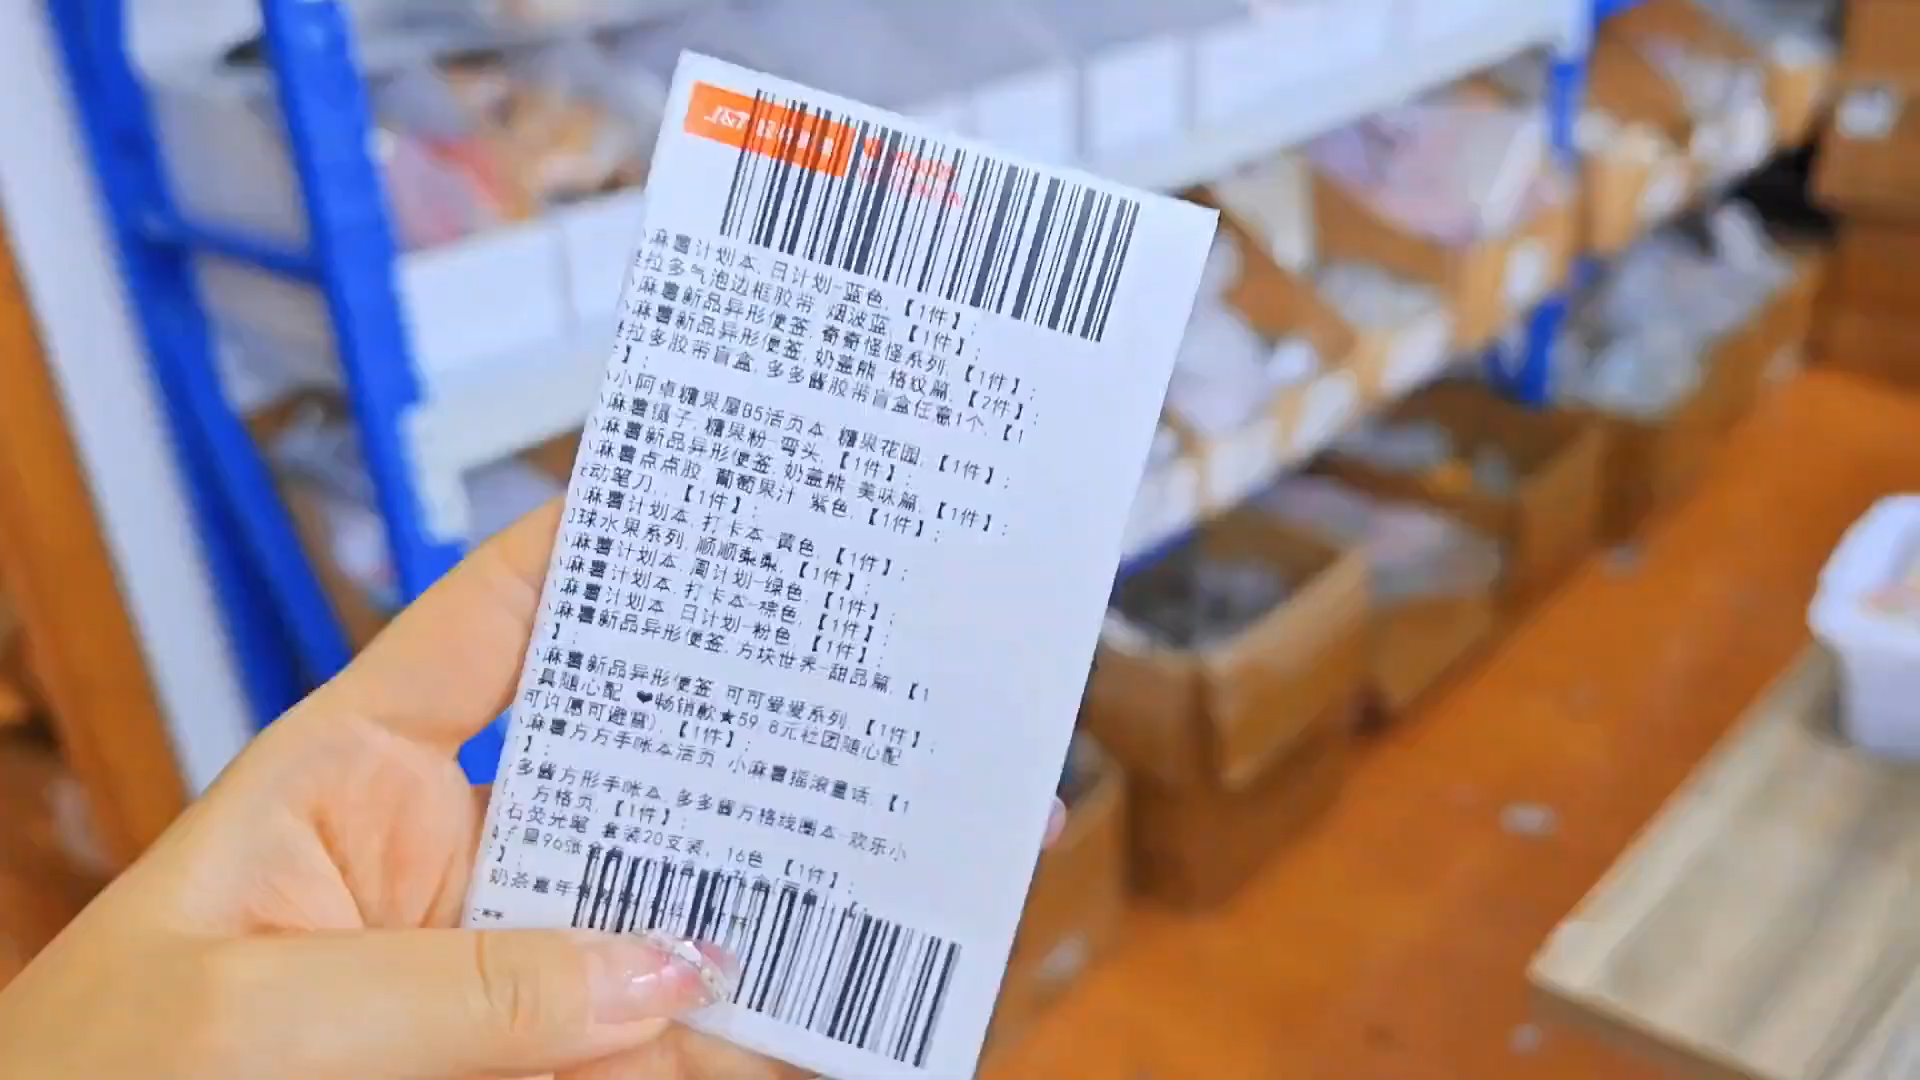 麻薯计划本, 日计划-蓝色, 【1件】;
拉多气泡边框胶带, 烟波蓝, 【1件】;
麻薯新品异形便签, 奇奇怪怪系列, 【1件】;
麻薯新品异形便签, 奶盖熊-格纹篇, 【2件】;
拉多胶带盲盒, 多多酱胶带盲盒任意1个, 【1
】;
小阿卓糖果屋B5活页本, 糖果花园, 【1件】;
麻薯镊子, 糖果粉-弯头, 【1件】;
麻薯新品异形便签, 奶盖熊-美味篇, 【1件】;
麻薯点点胶, 葡萄果汁 紫色, 【1件】;
动笔刀, , 【1件】;
麻薯计划本, 打卡本-黄色, 【1件】;
球水果系列, 顺顺柰柰, 【1件】;
麻薯计划本, 周计划-绿色, 【1件】;
麻薯计划本, 打卡本-棕色, 【1件】;
麻薯计划本, 日计划-粉色, 【1件】;
麻薯新品异形便签, 方块世界-甜品篇, 【1
】;
麻薯新品异形便签, 可可爱爱系列, 【1件】;
具随心配, ❤畅销款★59.8元社团随心配
可许愿可避雷), 【1件】;
麻薯方方手帐本活页, 小麻薯摇滚童话, 【1
】;
多酱方形手帐本, 多多酱方格线圈本-欢乐小
, 方格页, 【1件】;
石荧光笔, 套装20支装, 16色, 【1件】;
96张
】;
奶茶嘉年